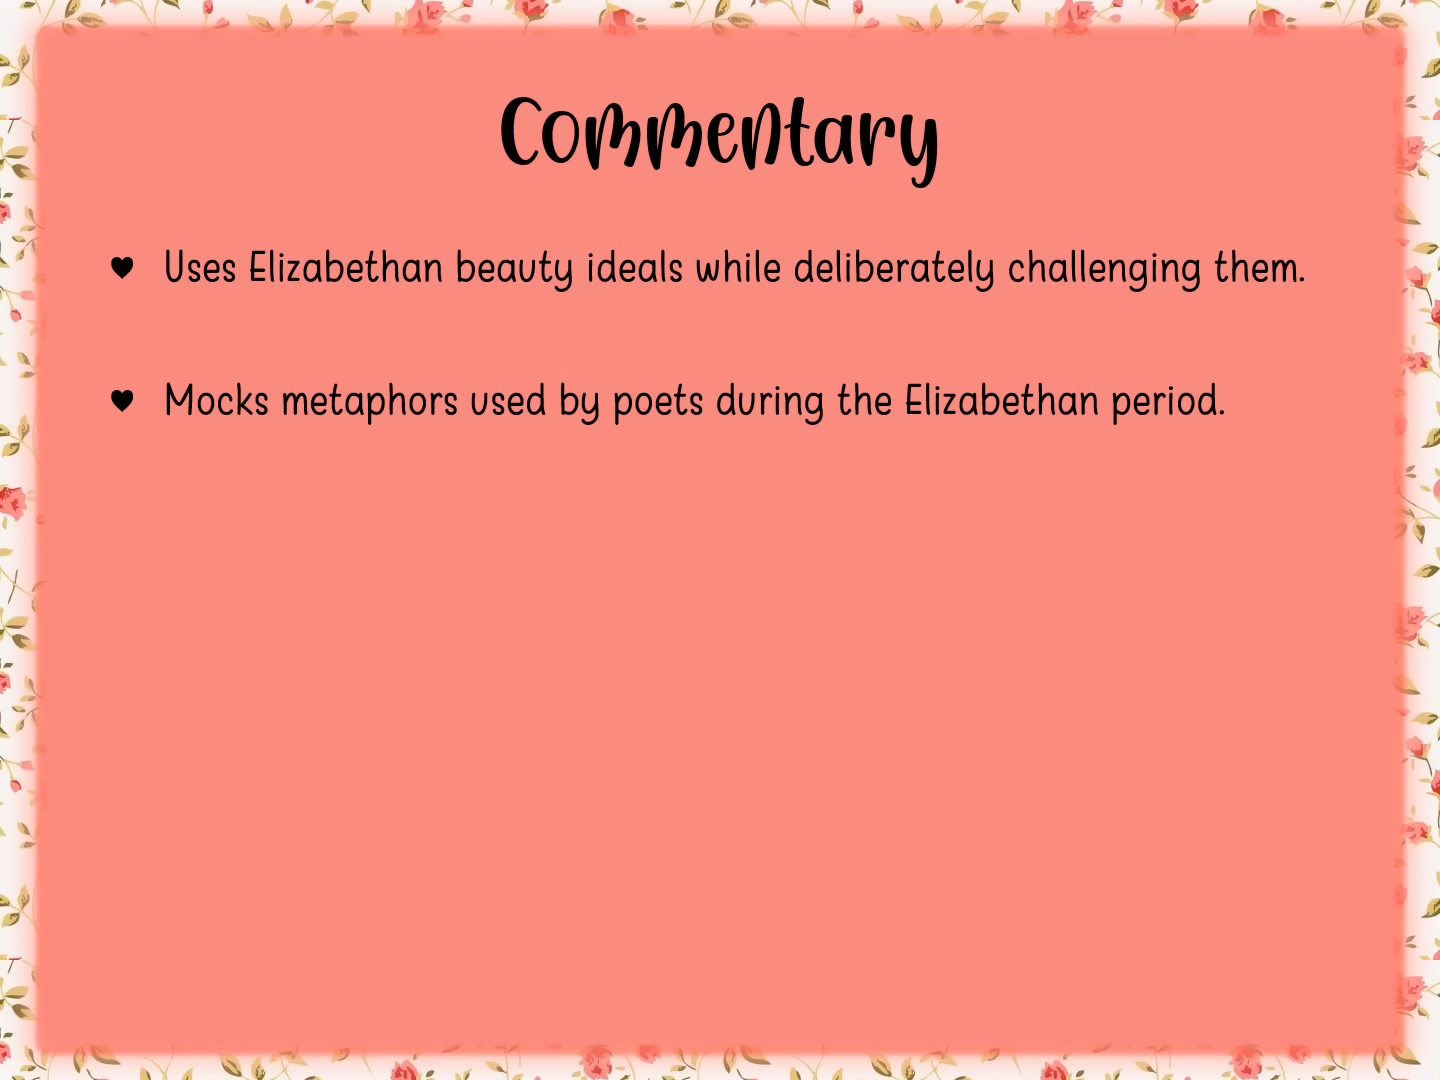 Commentary
♥ Uses Elizabethan beauty ideals while deliberately challenging them.
♥ Mocks metaphors used by poets during the Elizabethan period.